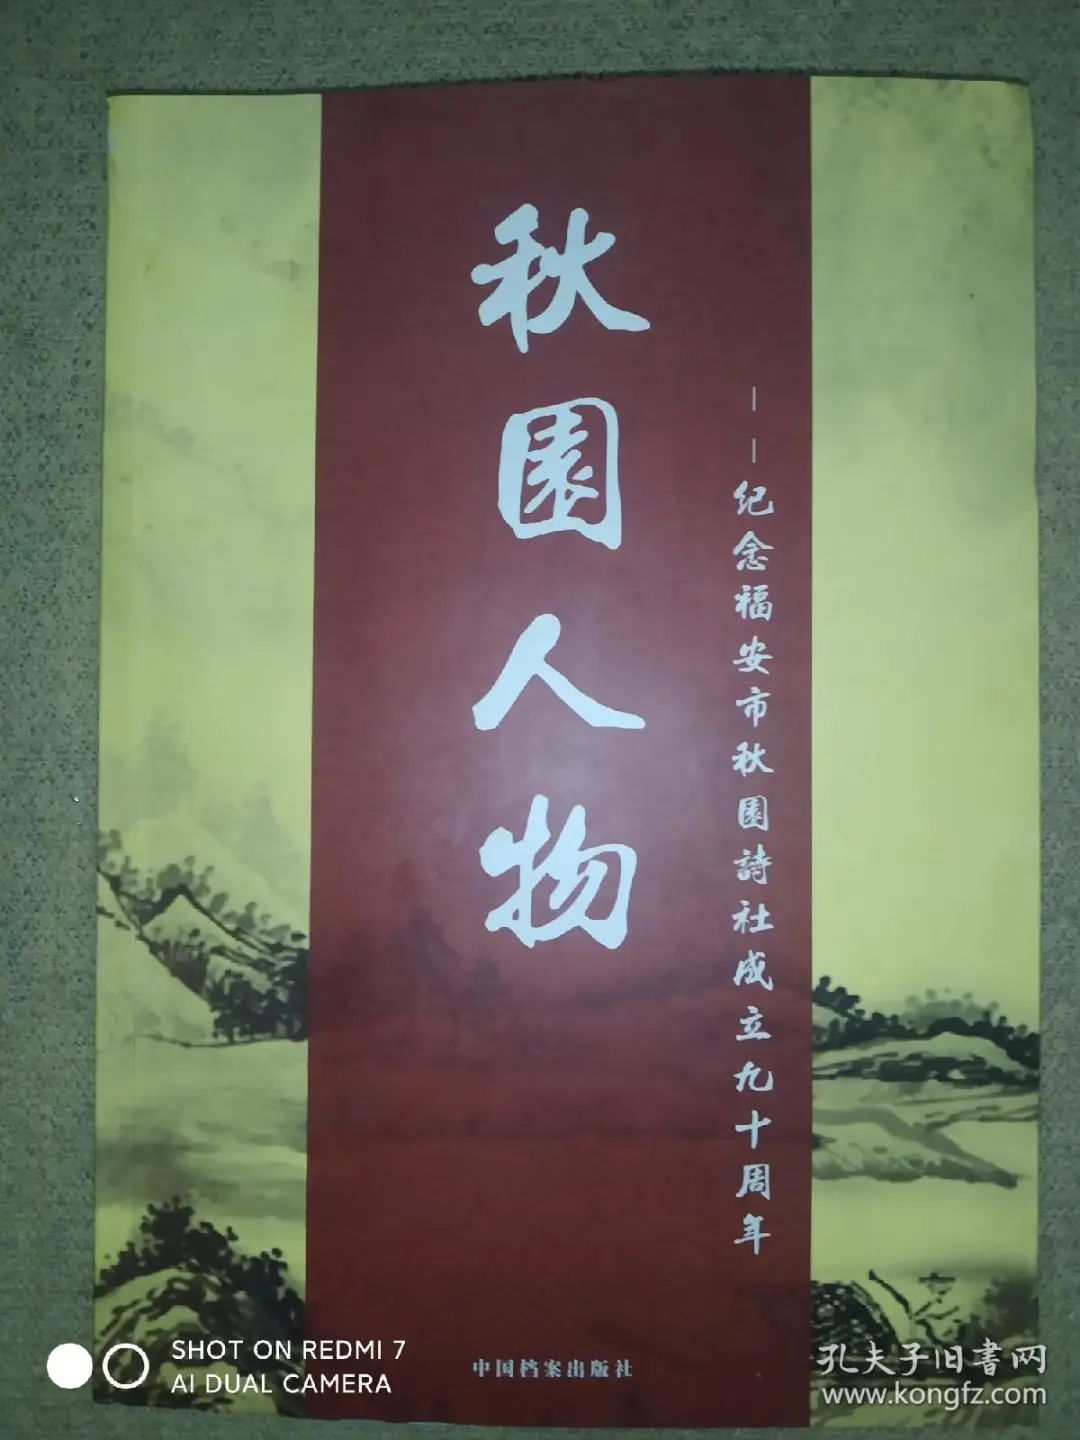 秋園人物
——纪念福安市秋園詩社成立九十周年
中国档案出版社
SHOT ON REDMI 7
AI DUAL CAMERA
孔夫子旧書网
www.kongfz.com